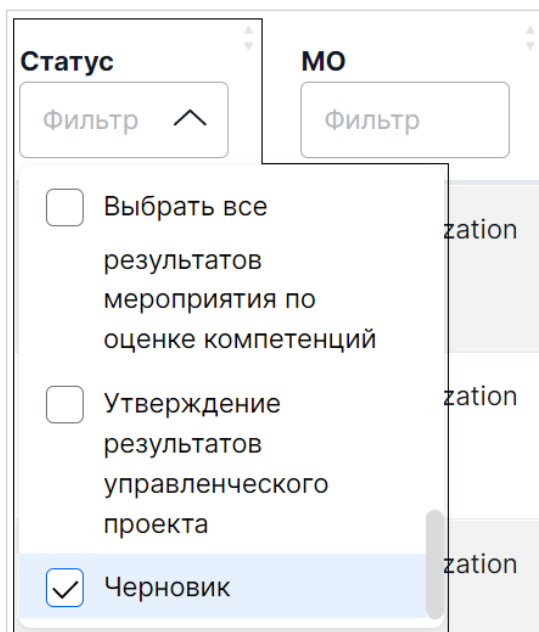 Статус
МО
Фильтр
Фильтр
Выбрать все
результатов
мероприятия по
оценке компетенций
Утверждение
результатов
управленческого
проекта
Черновик
zation
zation
zation